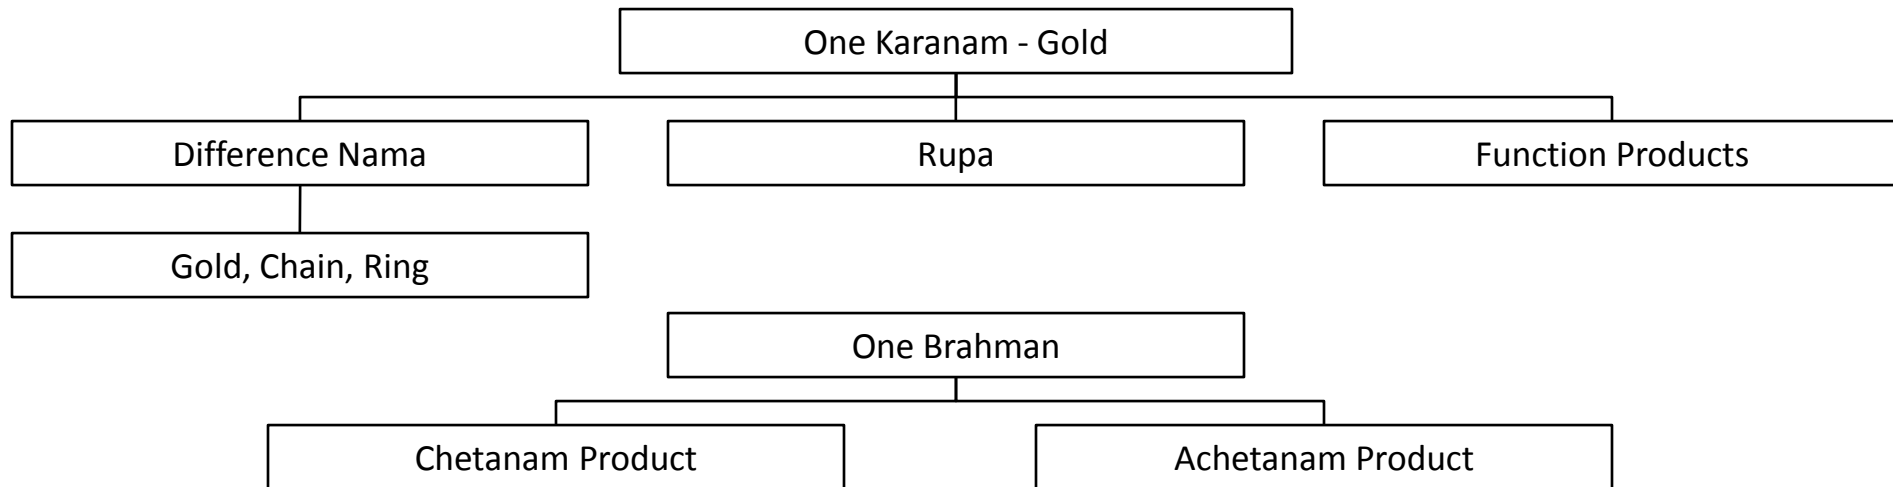 One Karanam - Gold
Difference Nama
Rupa
Function Products
Gold, Chain, Ring
One Brahman
Chetanam Product
Achetanam Product